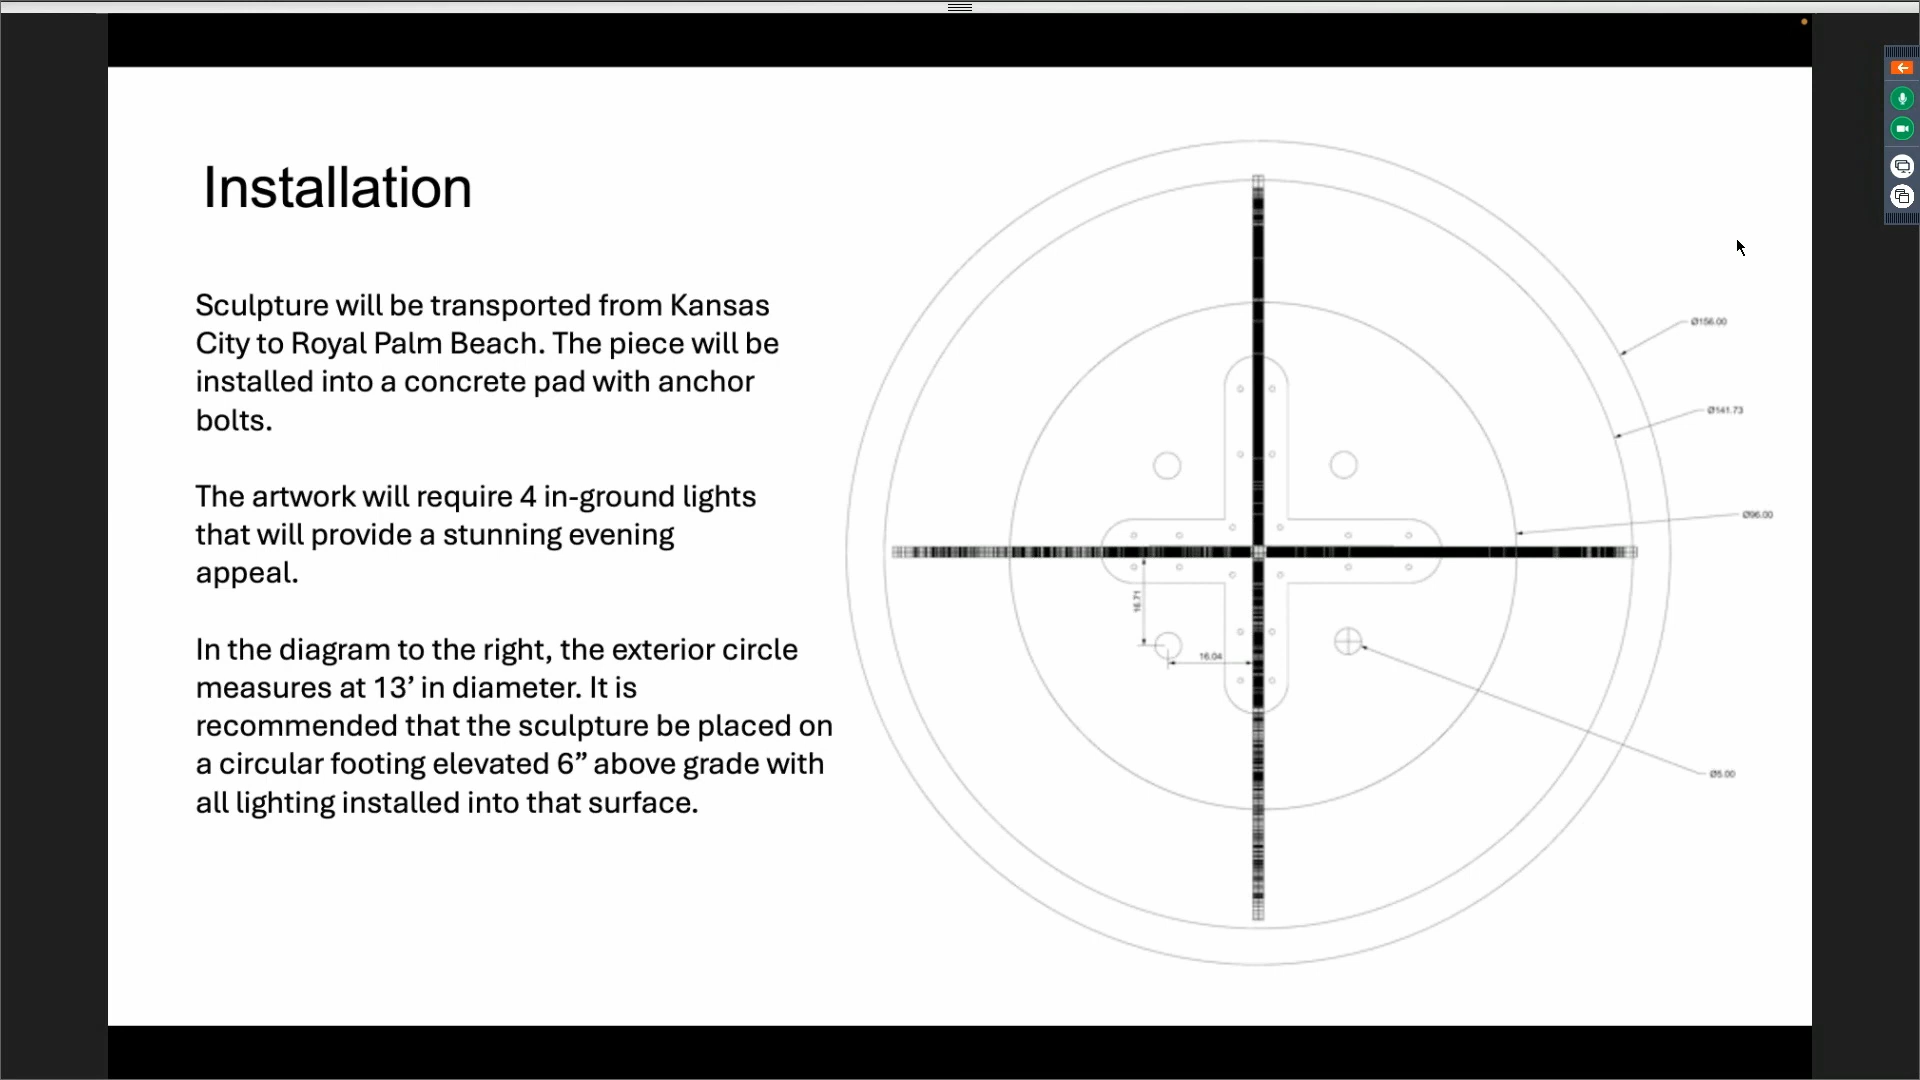 Installation
Sculpture will be transported from Kansas
City to Royal Palm Beach. The piece will be
installed into a concrete pad with anchor
bolts.
The artwork will require 4 in-ground lights
that will provide a stunning evening
appeal.
In the diagram to the right, the exterior circle
measures at 13’ in diameter. It is
recommended that the sculpture be placed on
a circular footing elevated 6” above grade with
all lighting installed into that surface.
Ø156.00
Ø141.73
Ø96.00
16.71
16.04
Ø5.00